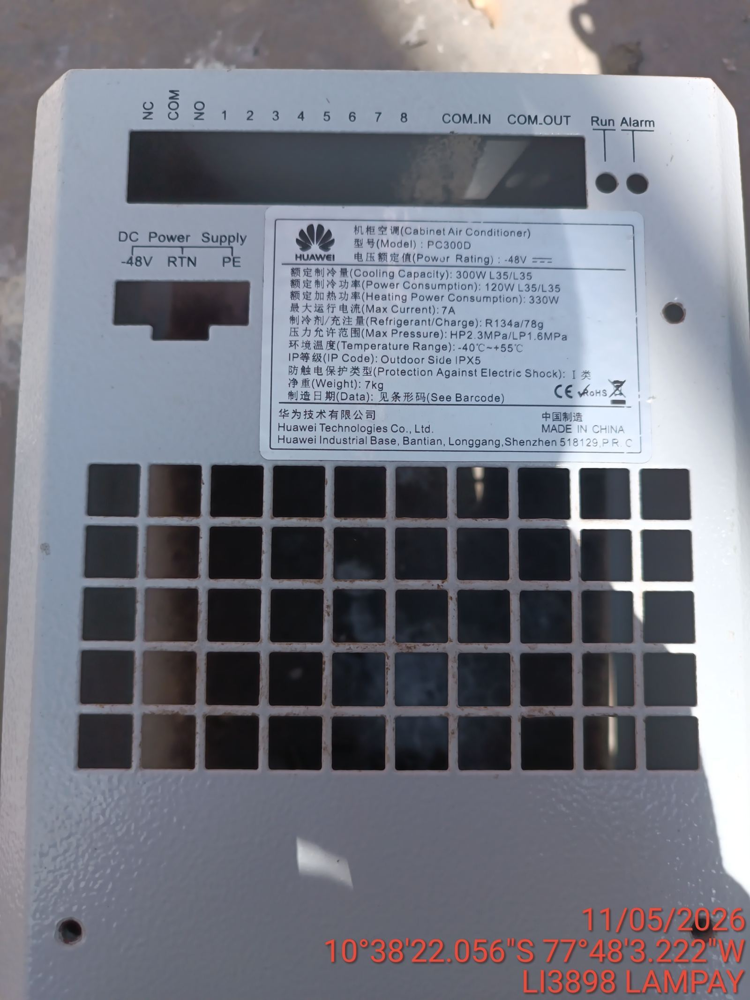 NC COM NO 1 2 3 4 5 6 7 8 COM-IN COM-OUT Run Alarm
DC Power Supply
-48V RTN PE
HUAWEI
机柜空调(Cabinet Air Conditioner)
型号(Model) : PC300D
电压额定值(Power Rating) : -48V
额定制冷量(Cooling Capacity): 300W L35/L35
额定制冷功率(Power Consumption): 120W L35/L35
额定加热功率(Heating Power Consumption): 330W
最大运行电流(Max Current): 7A
制冷剂/充注量(Refrigerant/Charge): R134a/78g
压力允许范围(Max Pressure): HP2.3MPa/LP1.6MPa
环境温度(Temperature Range): -40℃~+55℃
IP等级(IP Code): Outdoor Side IPX5
防触电保护类型(Protection Against Electric Shock): I 类
净重(Weight): 7kg
制造日期(Data): 见条形码(See Barcode)
CE RoHS
华为技术有限公司
中国制造
Huawei Technologies Co., Ltd.
MADE IN CHINA
Huawei Industrial Base, Bantian, Longgang,Shenzhen 518129,P.R. C
11/05/2026
10°38'22.056"S 77°48'3.222"W
LI3898 LAMPAY